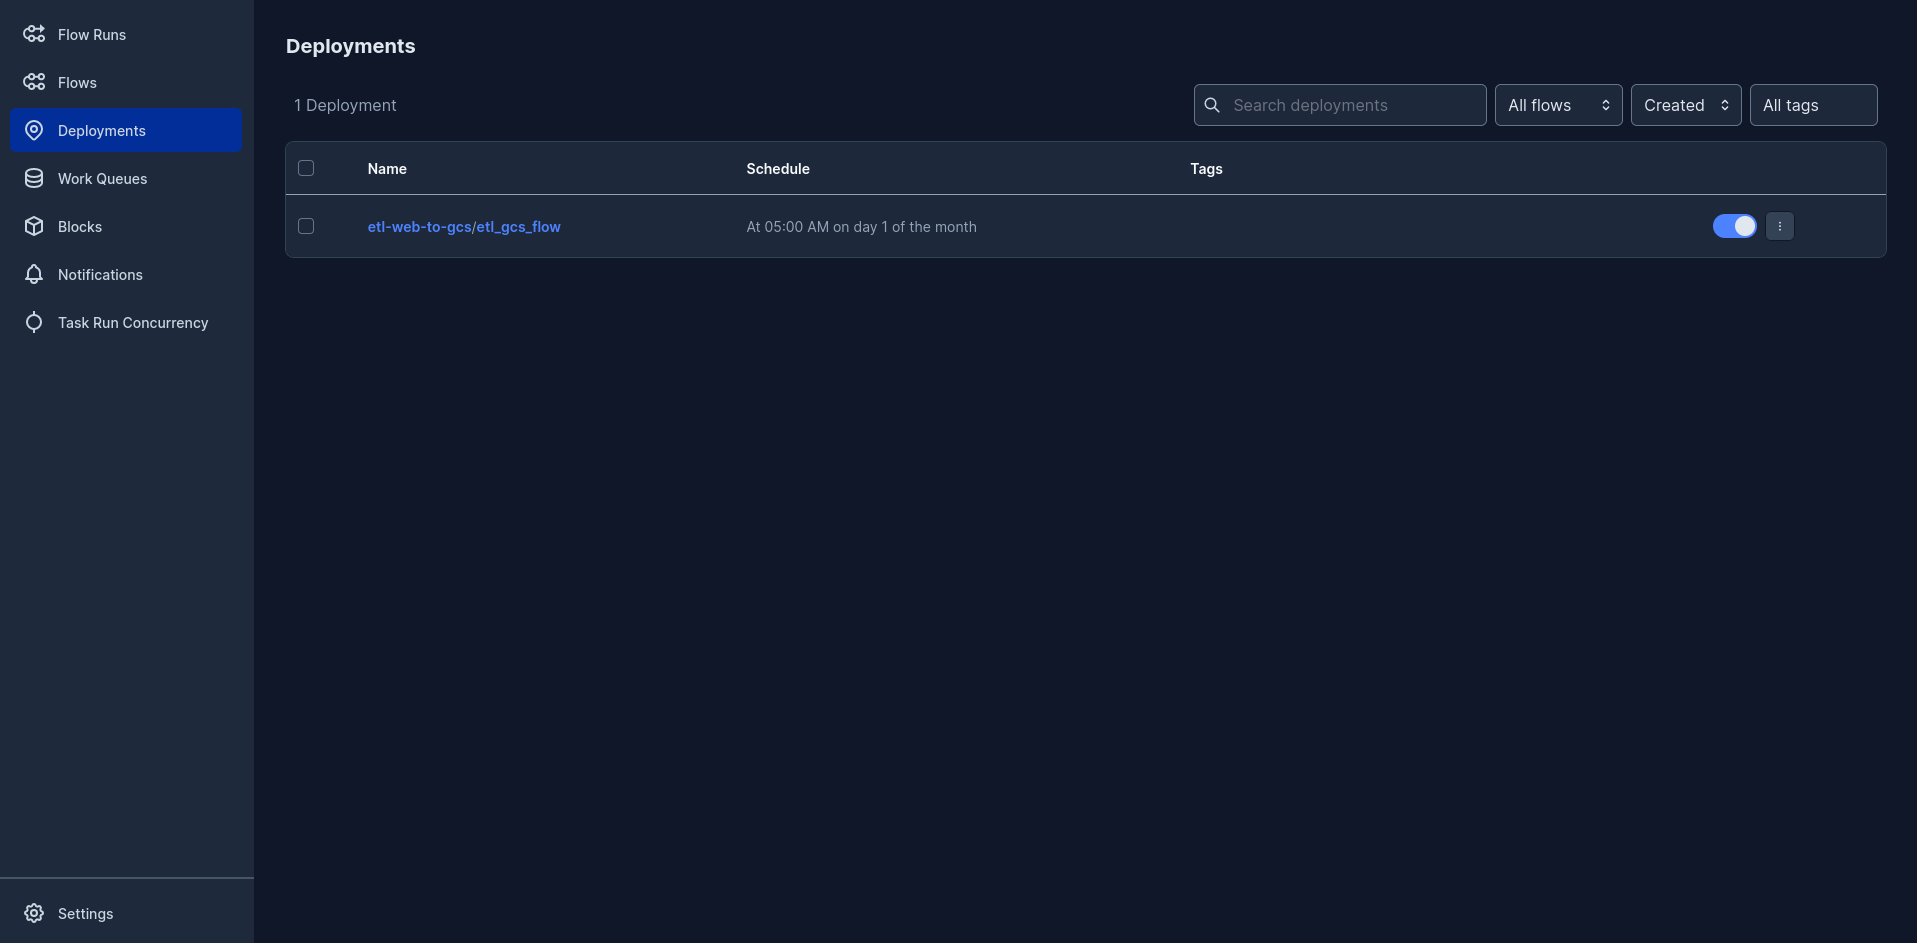 Flow Runs
Flows
Deployments
Work Queues
Blocks
Notifications
Task Run Concurrency
Settings
Deployments
1 Deployment
Search deployments
All flows
Created
All tags
Name
Schedule
Tags
etl-web-to-gcs/etl_gcs_flow
At 05:00 AM on day 1 of the month